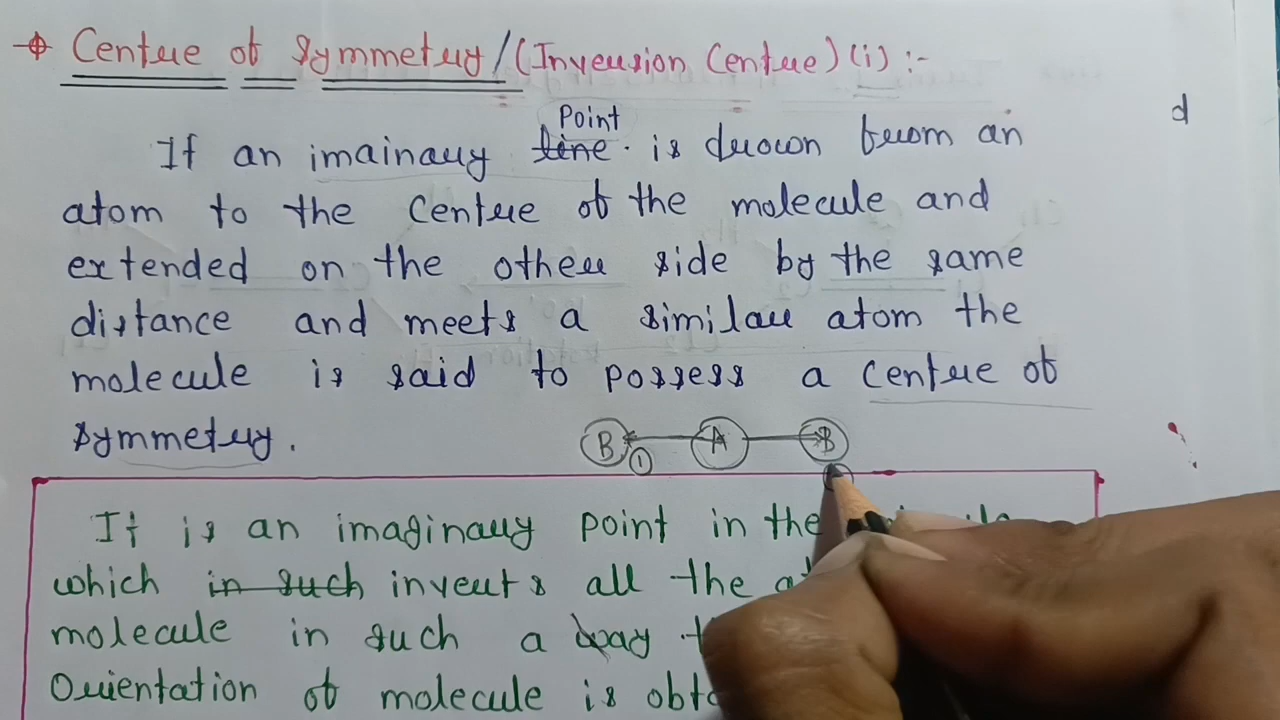 Centre of Symmetry/(Inversion Centre) (i) :-
d
Point
If an imainary line. is drown from an
atom to the Centre of the molecule and
extended on the other side by the same
distance and meets a similar atom the
molecule is said to possess a centre of
symmetry.
B A B
1
It is an imaginary point in the
which in such inverts all the
molecule in such a way
Orientation of molecule is